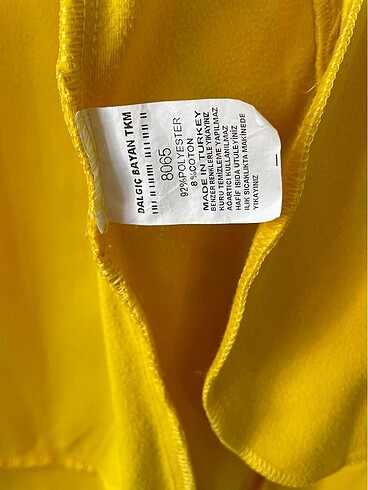 DALGIÇ BAYAN TKM
8065
92%POLYESTER
8 %COTON
MADE IN TURKEY
BENZER RENKLERLE YIKAYINIZ
KURU TEMİZLEME YAPILMAZ
AGARTICI KULLANILMAZ
HAFİF ISIDA ÜTÜLEYİNİZ
ILIK SICAKLIKTA MAKİNEDE
YIKAYINIZ